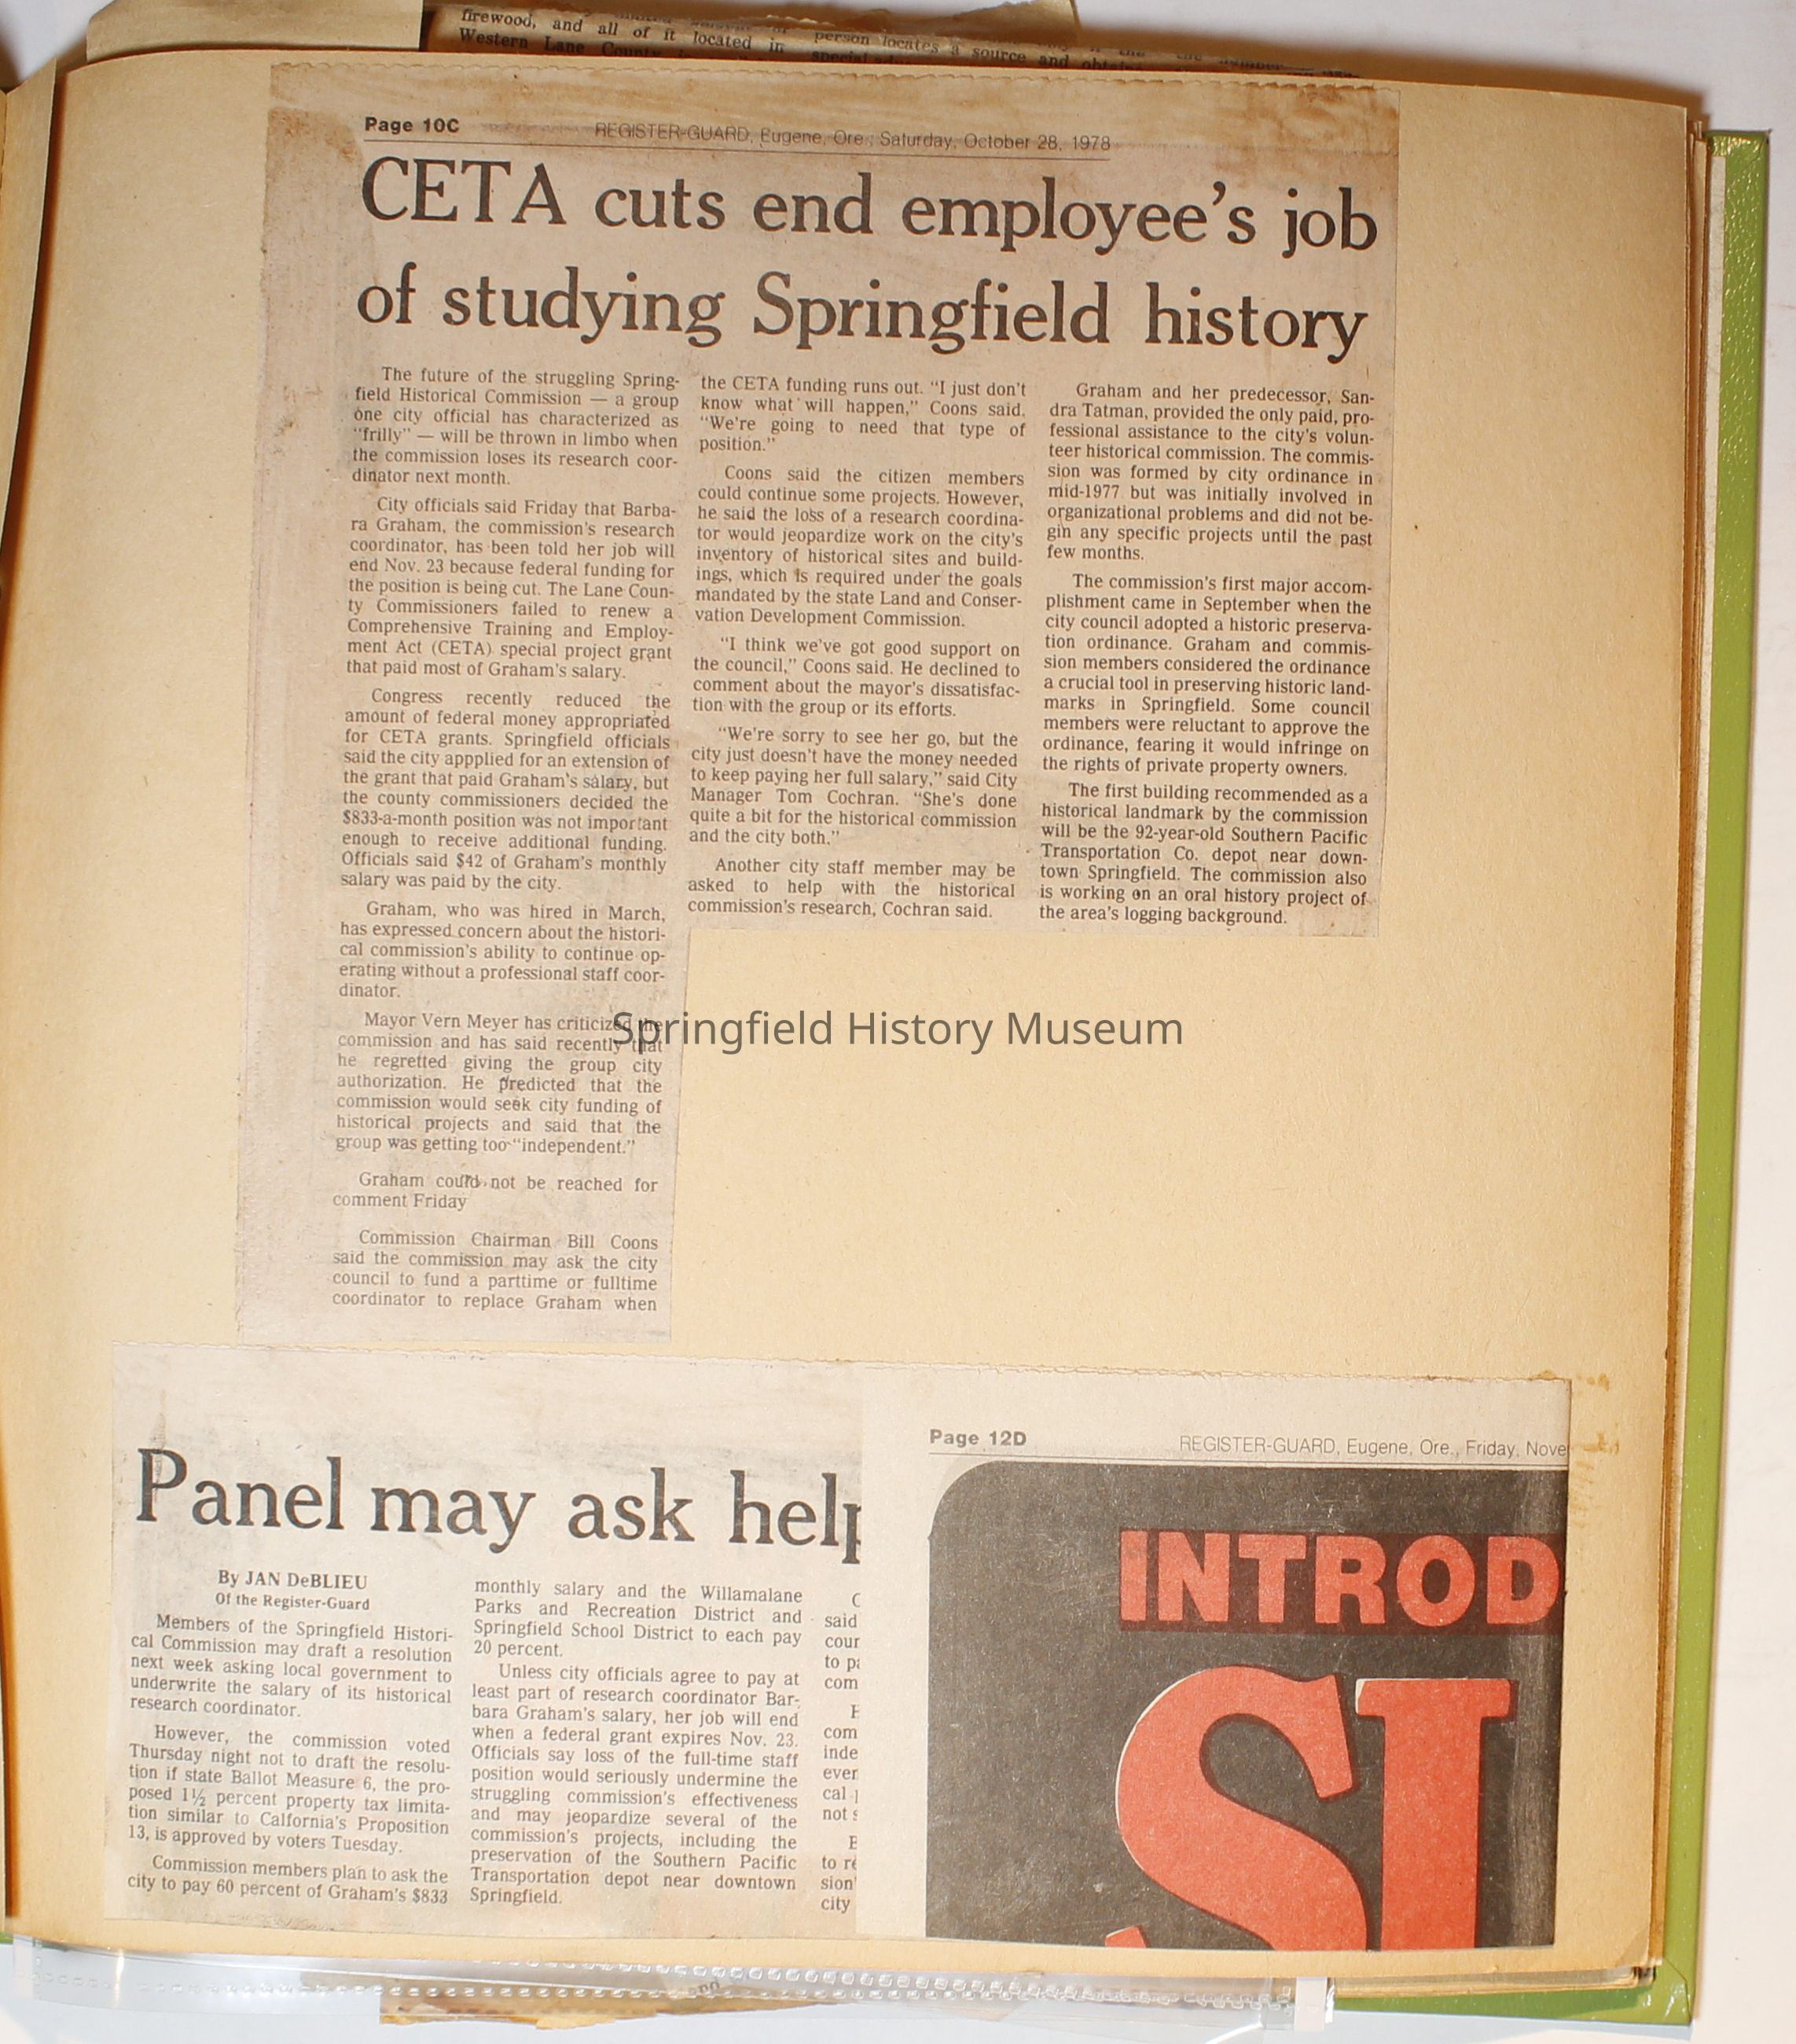 firewood, and all of it located in
Western Lane County
person locates a source
special
and
Page 10C
REGISTER-GUARD, Eugene, Ore., Saturday, October 28, 1978
CETA cuts end employee's job
of studying Springfield history
The future of the struggling Spring-
field Historical Commission — a group
one city official has characterized as
"frilly" — will be thrown in limbo when
the commission loses its research coor-
dinator next month.
City officials said Friday that Barba-
ra Graham, the commission's research
coordinator, has been told her job will
end Nov. 23 because federal funding for
the position is being cut. The Lane Coun-
ty Commissioners failed to renew a
Comprehensive Training and Employ-
ment Act (CETA) special project grant
that paid most of Graham's salary.
Congress recently reduced the
amount of federal money appropriated
for CETA grants. Springfield officials
said the city appplied for an extension of
the grant that paid Graham's salary, but
the county commissioners decided the
$833-a-month position was not important
enough to receive additional funding.
Officials said $42 of Graham's monthly
salary was paid by the city.
Graham, who was hired in March,
has expressed concern about the histori-
cal commission's ability to continue op-
erating without a professional staff coor-
dinator.
Mayor Vern Meyer has criticized the
commission and has said recently that
he regretted giving the group city
authorization. He predicted that the
commission would seek city funding of
historical projects and said that the
group was getting too "independent."
Graham could not be reached for
comment Friday
Commission Chairman Bill Coons
said the commission may ask the city
council to fund a parttime or fulltime
coordinator to replace Graham when
the CETA funding runs out. "I just don't
know what will happen," Coons said.
"We're going to need that type of
position."
Coons said the citizen members
could continue some projects. However,
he said the loss of a research coordina-
tor would jeopardize work on the city's
inventory of historical sites and build-
ings, which is required under the goals
mandated by the state Land and Conser-
vation Development Commission.
"I think we've got good support on
the council," Coons said. He declined to
comment about the mayor's dissatisfac-
tion with the group or its efforts.
"We're sorry to see her go, but the
city just doesn't have the money needed
to keep paying her full salary," said City
Manager Tom Cochran. "She's done
quite a bit for the historical commission
and the city both."
Another city staff member may be
asked to help with the historical
commission's research, Cochran said.
Graham and her predecessor, San-
dra Tatman, provided the only paid, pro-
fessional assistance to the city's volun-
teer historical commission. The commis-
sion was formed by city ordinance in
mid-1977 but was initially involved in
organizational problems and did not be-
gin any specific projects until the past
few months.
The commission's first major accom-
plishment came in September when the
city council adopted a historic preserva-
tion ordinance. Graham and commis-
sion members considered the ordinance
a crucial tool in preserving historic land-
marks in Springfield. Some council
members were reluctant to approve the
ordinance, fearing it would infringe on
the rights of private property owners.
The first building recommended as a
historical landmark by the commission
will be the 92-year-old Southern Pacific
Transportation Co. depot near down-
town Springfield. The commission also
is working on an oral history project of
the area's logging background.
Springfield History Museum
Panel may ask help
By JAN DeBLIEU
Of the Register-Guard
Members of the Springfield Histori-
cal Commission may draft a resolution
next week asking local government to
underwrite the salary of its historical
research coordinator.
However, the commission voted
Thursday night not to draft the resolu-
tion if state Ballot Measure 6, the pro-
posed 1½ percent property tax limita-
tion similar to Calfornia's Proposition
13, is approved by voters Tuesday.
Commission members plan to ask the
city to pay 60 percent of Graham's $833
monthly salary and the Willamalane
Parks and Recreation District and
Springfield School District to each pay
20 percent.
Unless city officials agree to pay at
least part of research coordinator Bar-
bara Graham's salary, her job will end
when a federal grant expires Nov. 23.
Officials say loss of the full-time staff
position would seriously undermine the
struggling commission's effectiveness
and may jeopardize several of the
commission's projects, including the
preservation of the Southern Pacific
Transportation depot near downtown
Springfield.
said
cour
to pa
com
com
inde
ever
cal
not s
to re
sion'
city
Page 12D
REGISTER-GUARD, Eugene, Ore., Friday, Nove
INTROD
SI